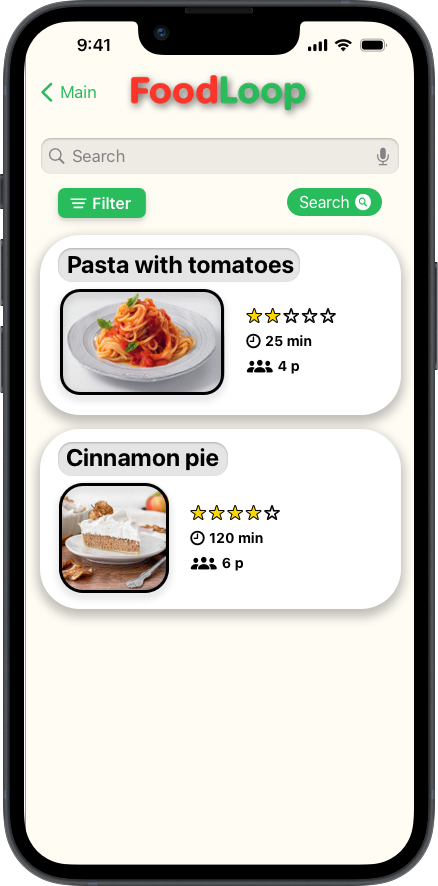 9:41
Main
FoodLoop
Search
Filter
Search
Pasta with tomatoes
25 min
4 p
Cinnamon pie
120 min
6 p